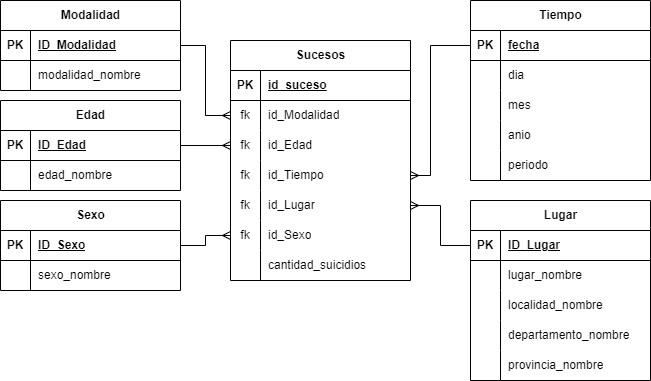 Modalidad
PK ID_Modalidad
modalidad_nombre
Edad
PK ID_Edad
edad_nombre
Sexo
PK ID_Sexo
sexo_nombre
Sucesos
PK id_suceso
fk id_Modalidad
fk id_Edad
fk id_Tiempo
fk id_Lugar
fk id_Sexo
cantidad_suicidios
Tiempo
PK fecha
dia
mes
anio
periodo
Lugar
PK ID_Lugar
lugar_nombre
localidad_nombre
departamento_nombre
provincia_nombre